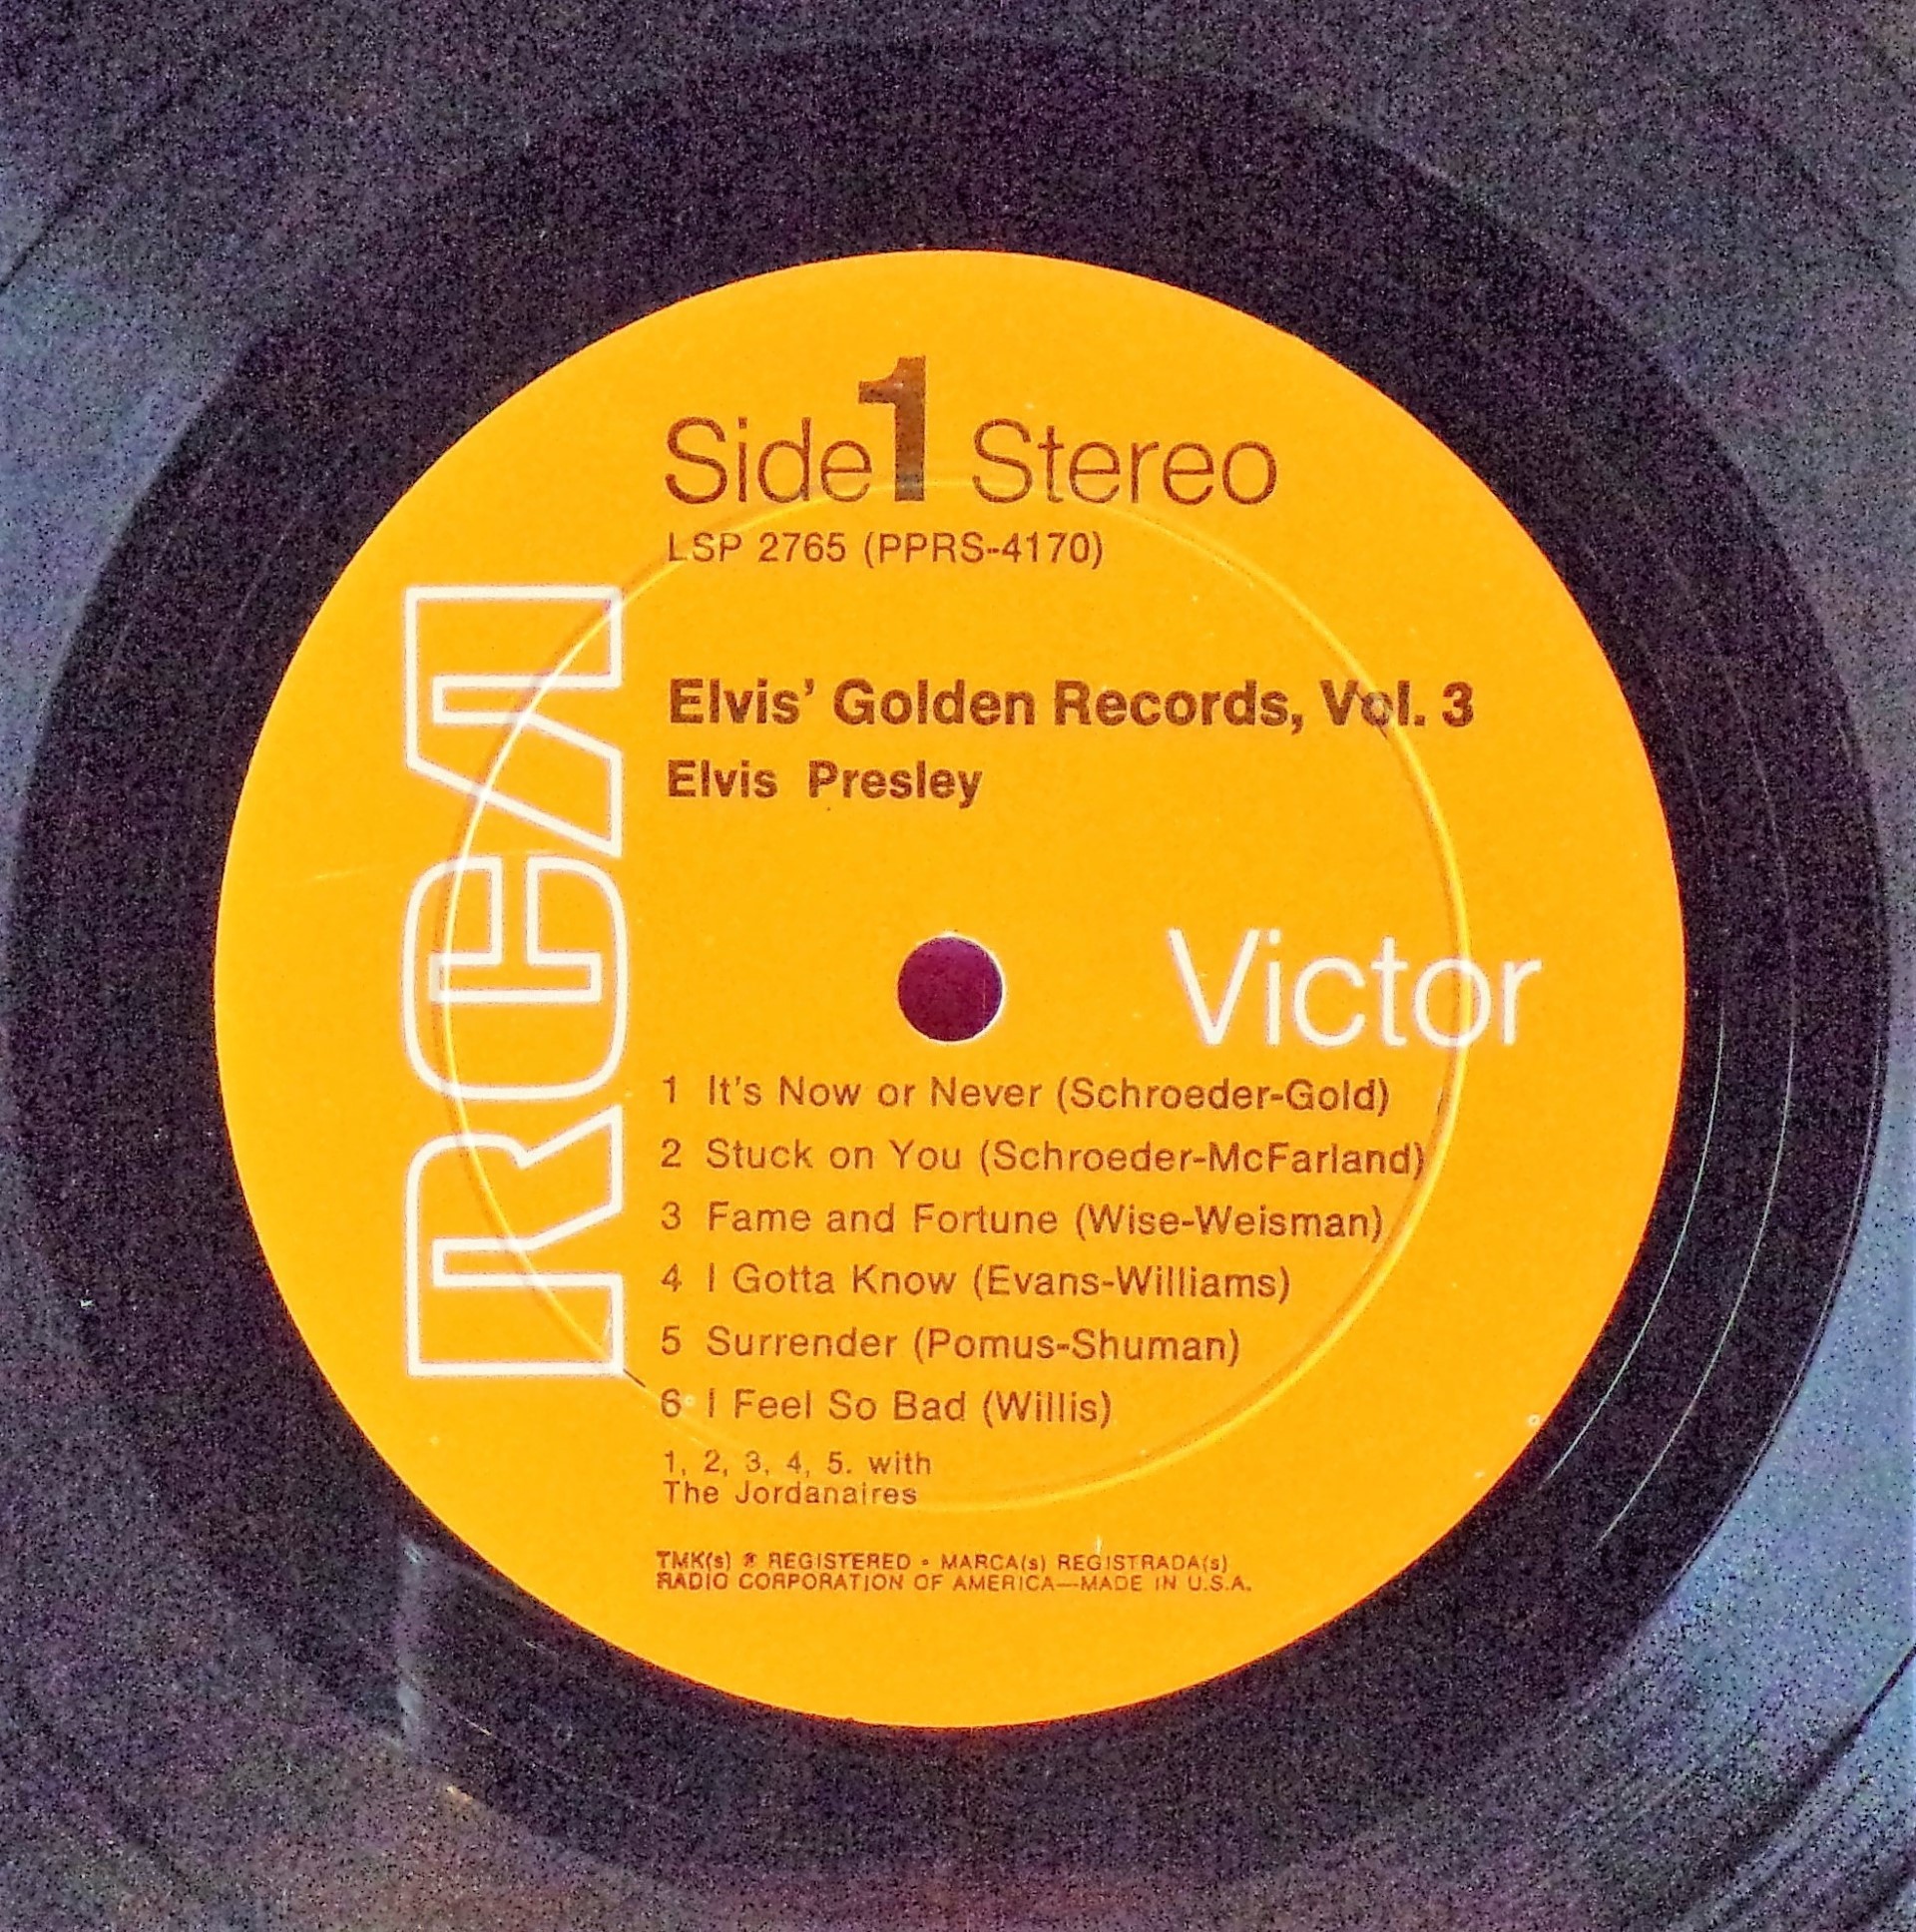 Side 1 Stereo
LSP 2765 (PPRS-4170)
Elvis' Golden Records, Vol. 3
Elvis Presley
RCA
Victor
1 It's Now or Never (Schroeder-Gold)
2 Stuck on You (Schroeder-McFarland)
3 Fame and Fortune (Wise-Weisman)
4 I Gotta Know (Evans-Williams)
5 Surrender (Pomus-Shuman)
6 I Feel So Bad (Willis)
1, 2, 3, 4, 5. with
The Jordanaires
TMK(s) ® REGISTERED • MARCA(s) REGISTRADA(s)
RADIO CORPORATION OF AMERICA—MADE IN U.S.A.